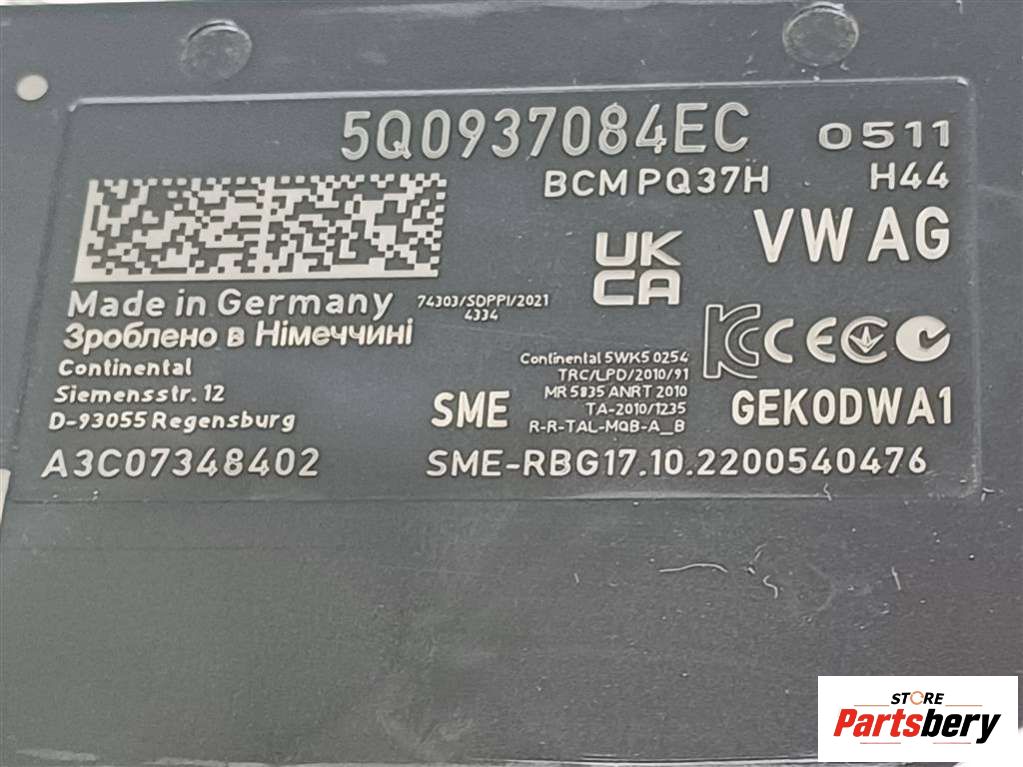 5Q0937084EC 0511
BCM PQ37H H44
VW AG
UK
CA
Made in Germany 74303/SDPPI/2021
4334
Зроблено в Німеччині
Continental
Siemensstr. 12
D-93055 Regensburg
Continental 5WK5 0254
TRC/LPD/2010/91
MR 5835 ANRT 2010
TA-2010/1235
R-R-TAL-MQB-A_B
SME
CE
GEK0DWA1
A3C07348402 SME-RBG17.10.2200540476
STORE
Partsbery